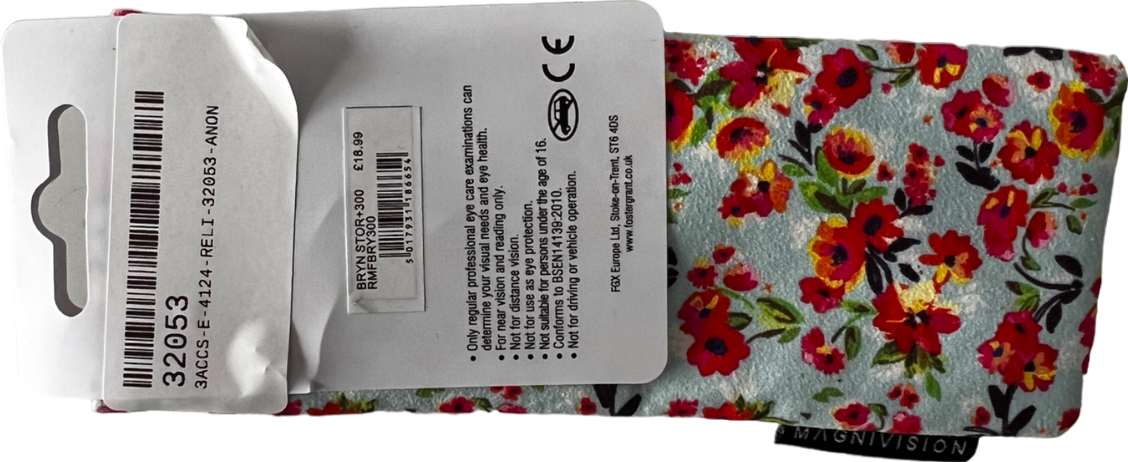 32053
3ACCS-E-4124-RELI-32053-ANON
BRYN STOR+300 £18.99
RMFBRY300
5 017931 186654
• Only regular professional eye care examinations can
determine your visual needs and eye health.
• For near vision and reading only.
• Not for distance vision.
• Not for use as eye protection.
• Not suitable for persons under the age of 16.
• Conforms to BSEN14139:2010.
• Not for driving or vehicle operation.
CE
FGX Europe Ltd, Stoke-on-Trent, ST6 4DS
www.fostergrant.co.uk
MAGNIVISION